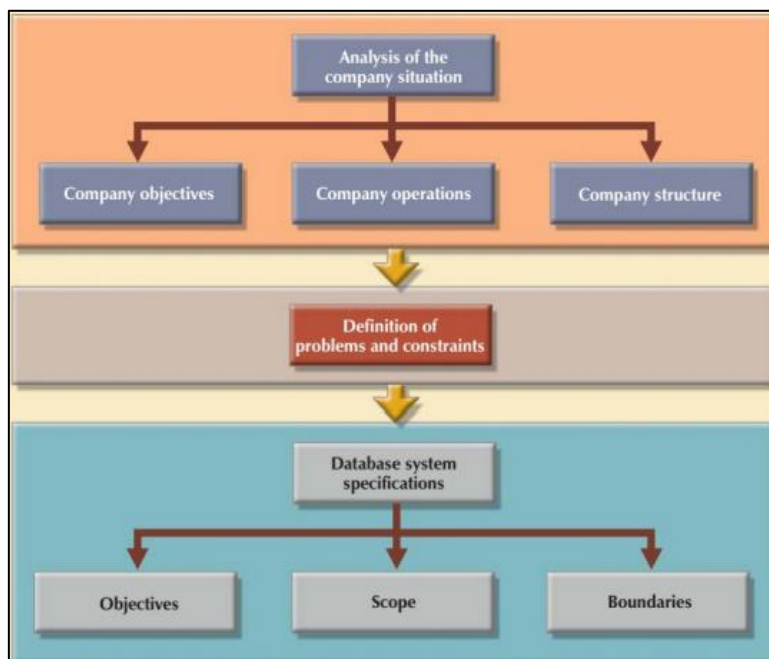 Analysis of the
company situation
Company objectives
Company operations
Company structure
Definition of
problems and constraints
Database system
specifications
Objectives
Scope
Boundaries